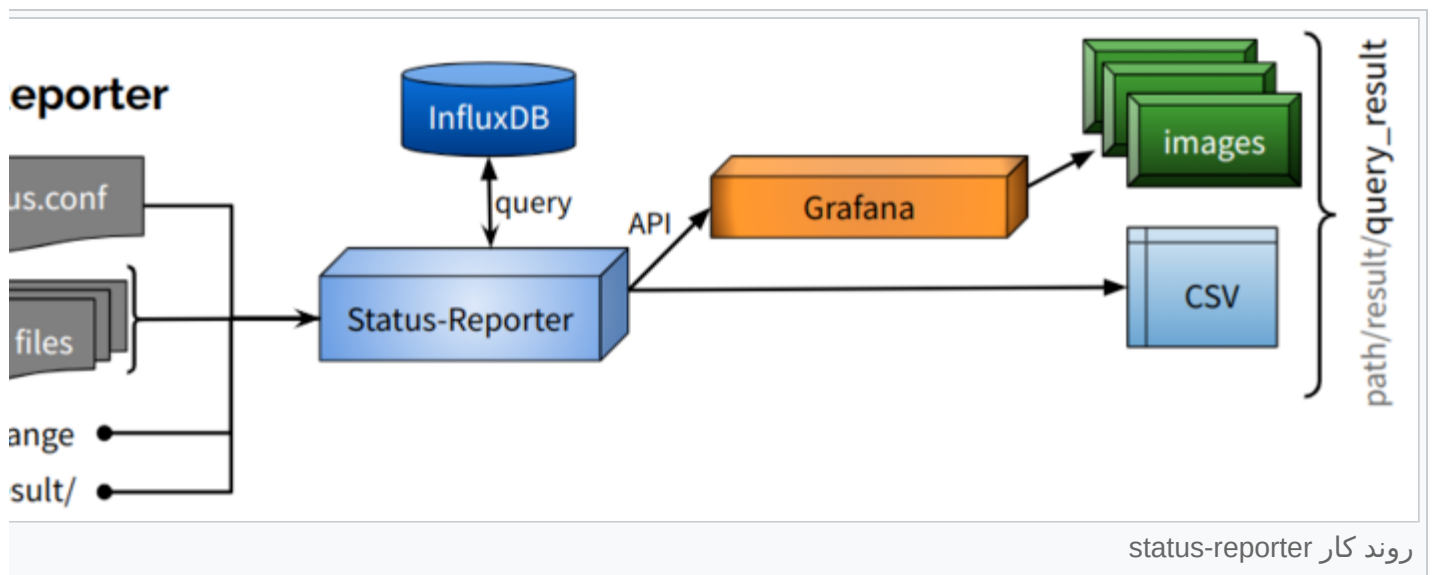 eporter
InfluxDB
query
us.conf
API
Grafana
images
Status-Reporter
files
CSV
ange
sult/
path/result/query_result
روند کار status-reporter